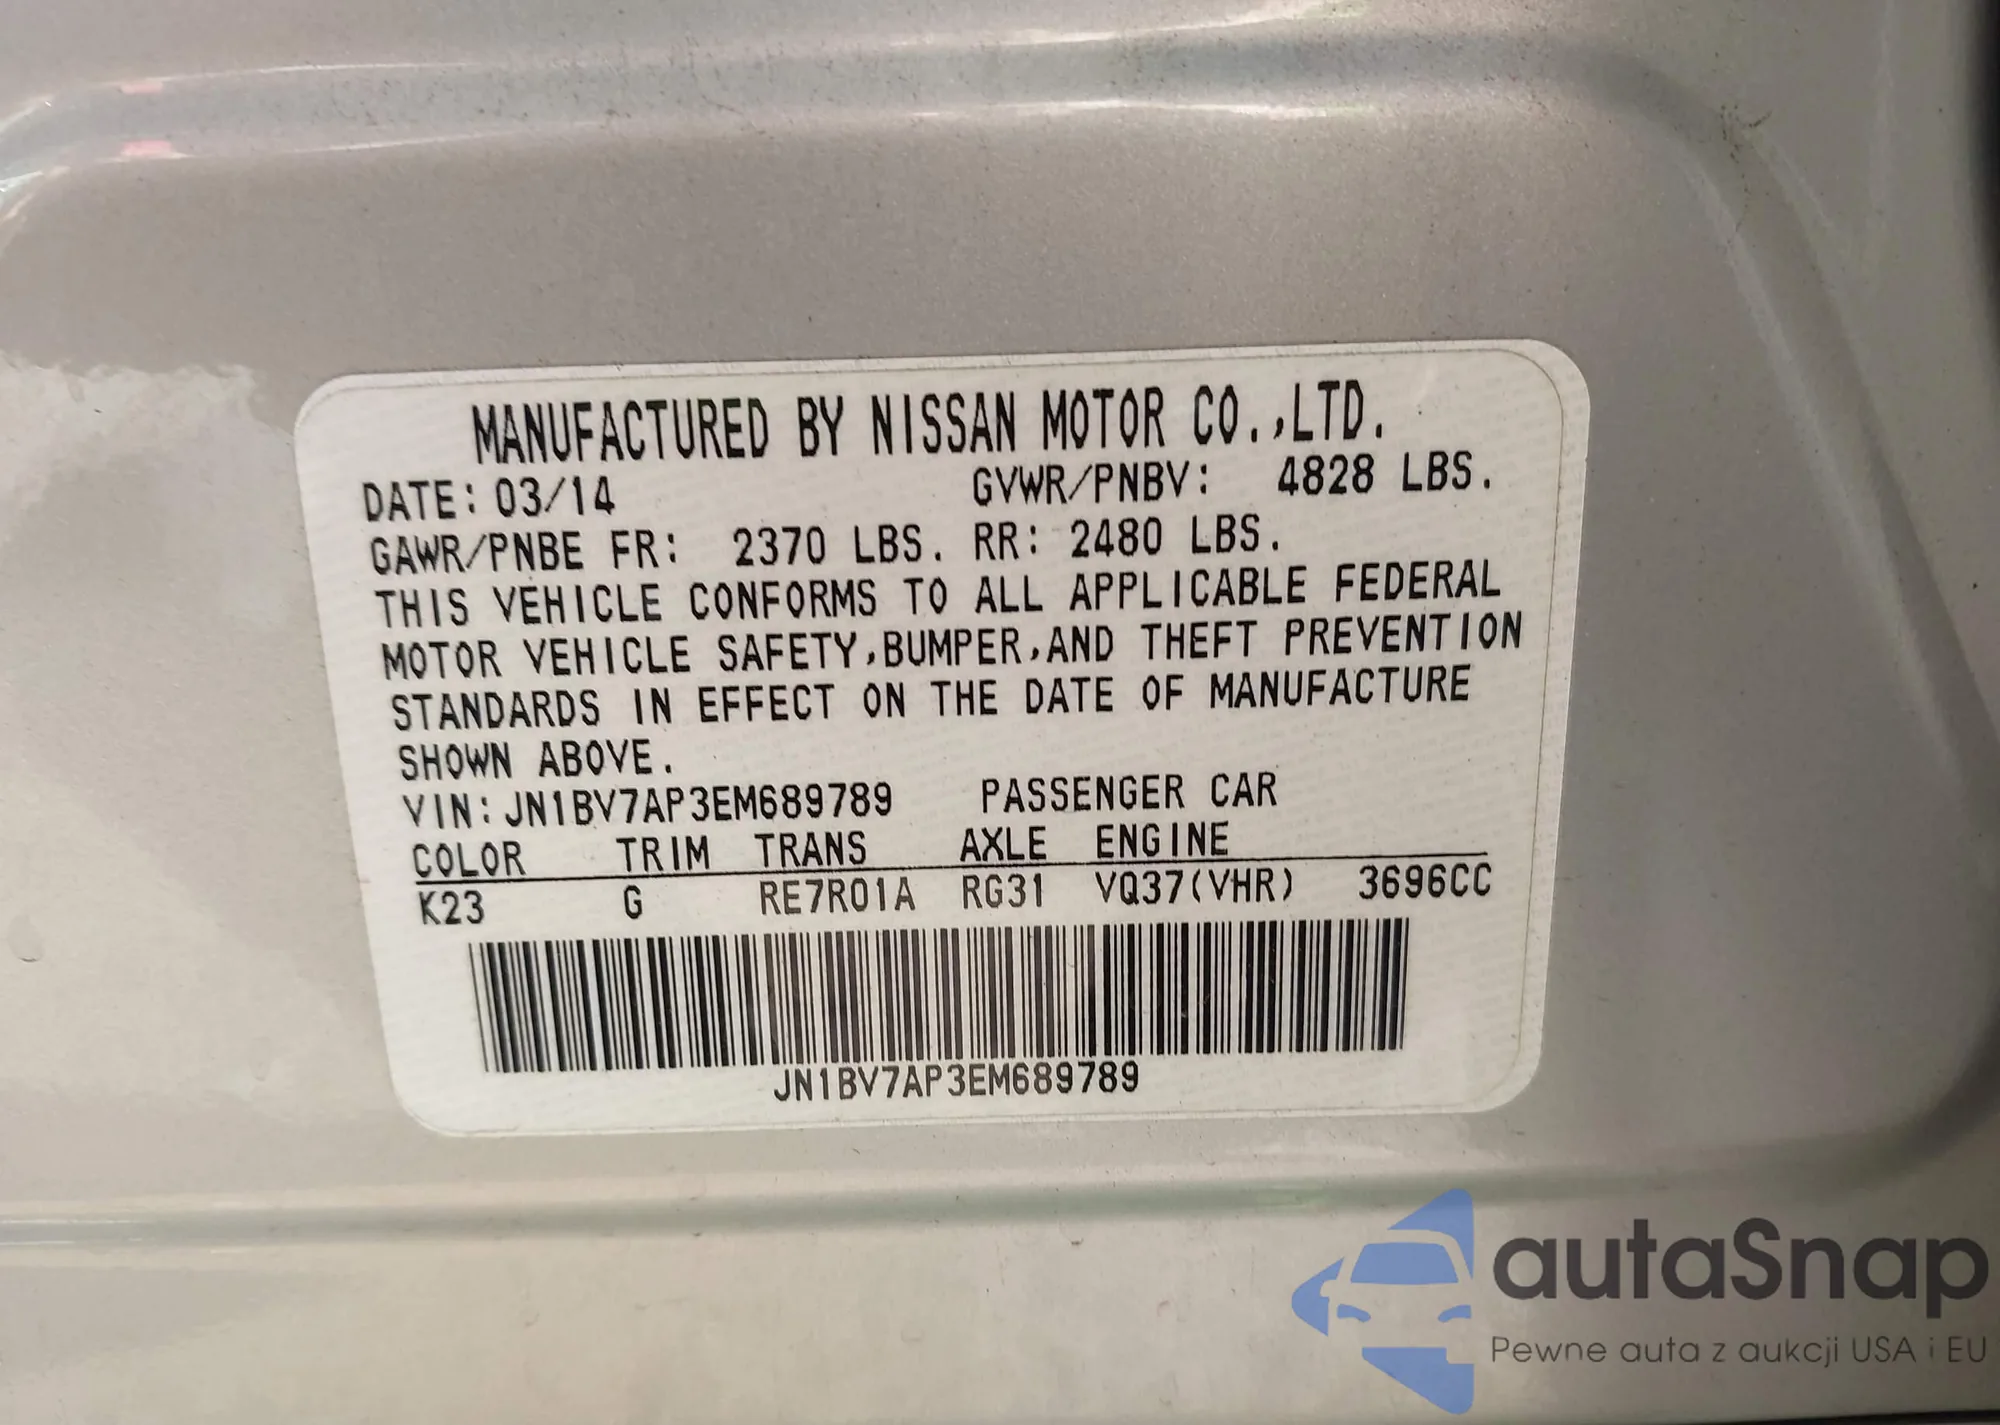 MANUFACTURED BY NISSAN MOTOR CO.,LTD.
DATE: 03/14 GVWR/PNBV: 4828 LBS.
GAWR/PNBE FR: 2370 LBS. RR: 2480 LBS.
THIS VEHICLE CONFORMS TO ALL APPLICABLE FEDERAL
MOTOR VEHICLE SAFETY,BUMPER,AND THEFT PREVENTION
STANDARDS IN EFFECT ON THE DATE OF MANUFACTURE
SHOWN ABOVE.
VIN:JN1BV7AP3EM689789 PASSENGER CAR
COLOR TRIM TRANS AXLE ENGINE
K23 G RE7R01A RG31 VQ37(VHR) 3696CC
JN1BV7AP3EM689789
autaSnap
Pewne auta z aukcji USA i EU